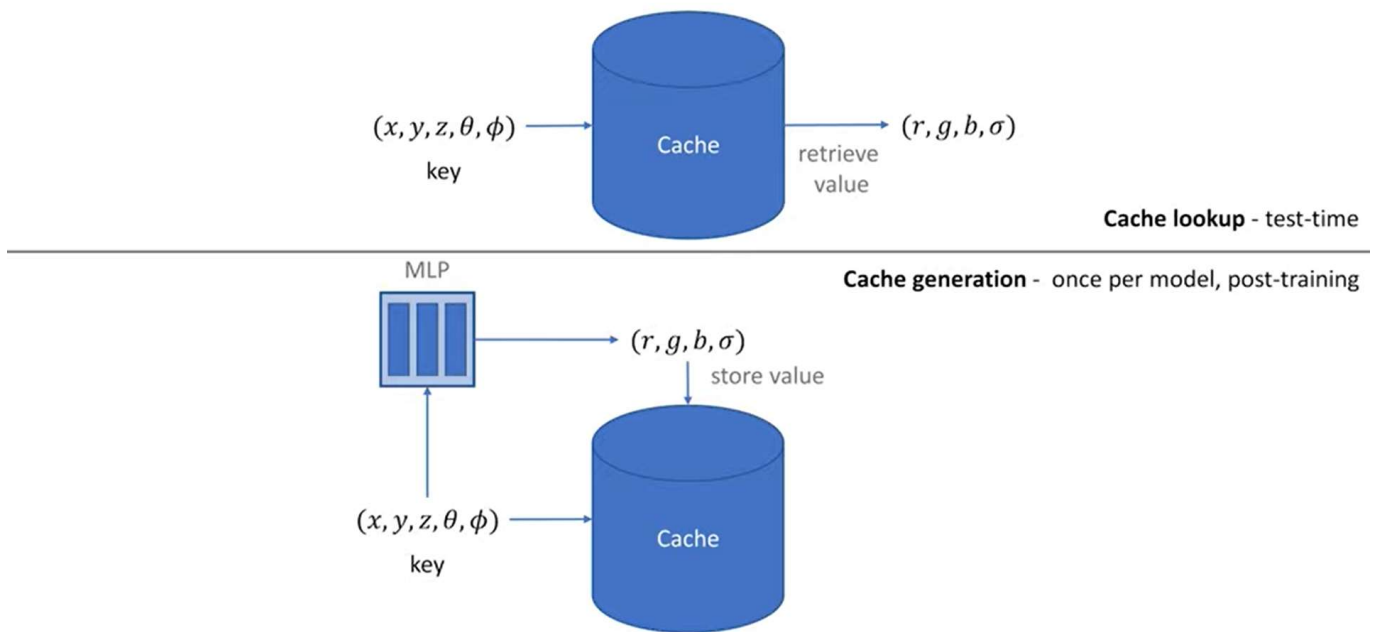 (x, y, z, θ, ϕ)
key
Cache
retrieve
value
(r, g, b, σ)
Cache lookup - test-time
MLP
Cache generation - once per model, post-training
(r, g, b, σ)
store value
(x, y, z, θ, ϕ)
key
Cache